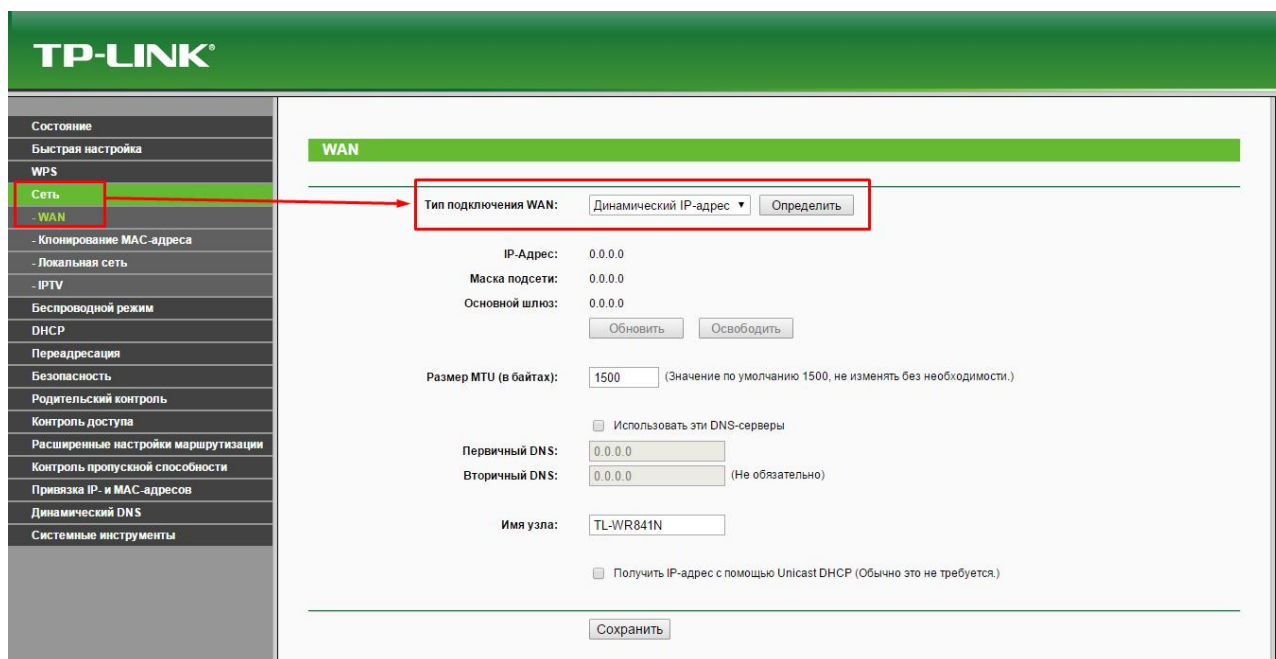 TP-LINK®
Состояние
Быстрая настройка
WPS
Сеть
- WAN
- Клонирование MAC-адреса
- Локальная сеть
- IPTV
Беспроводной режим
DHCP
Переадресация
Безопасность
Родительский контроль
Контроль доступа
Расширенные настройки маршрутизации
Контроль пропускной способности
Привязка IP- и MAC-адресов
Динамический DNS
Системные инструменты
WAN
Тип подключения WAN: Динамический IP-адрес Определить
IP-Адрес: 0.0.0.0
Маска подсети: 0.0.0.0
Основной шлюз: 0.0.0.0
Обновить Освободить
Размер MTU (в байтах): 1500 (Значение по умолчанию 1500, не изменять без необходимости.)
Использовать эти DNS-серверы
Первичный DNS: 0.0.0.0
Вторичный DNS: 0.0.0.0 (Не обязательно)
Имя узла: TL-WR841N
Получить IP-адрес с помощью Unicast DHCP (Обычно это не требуется.)
Сохранить